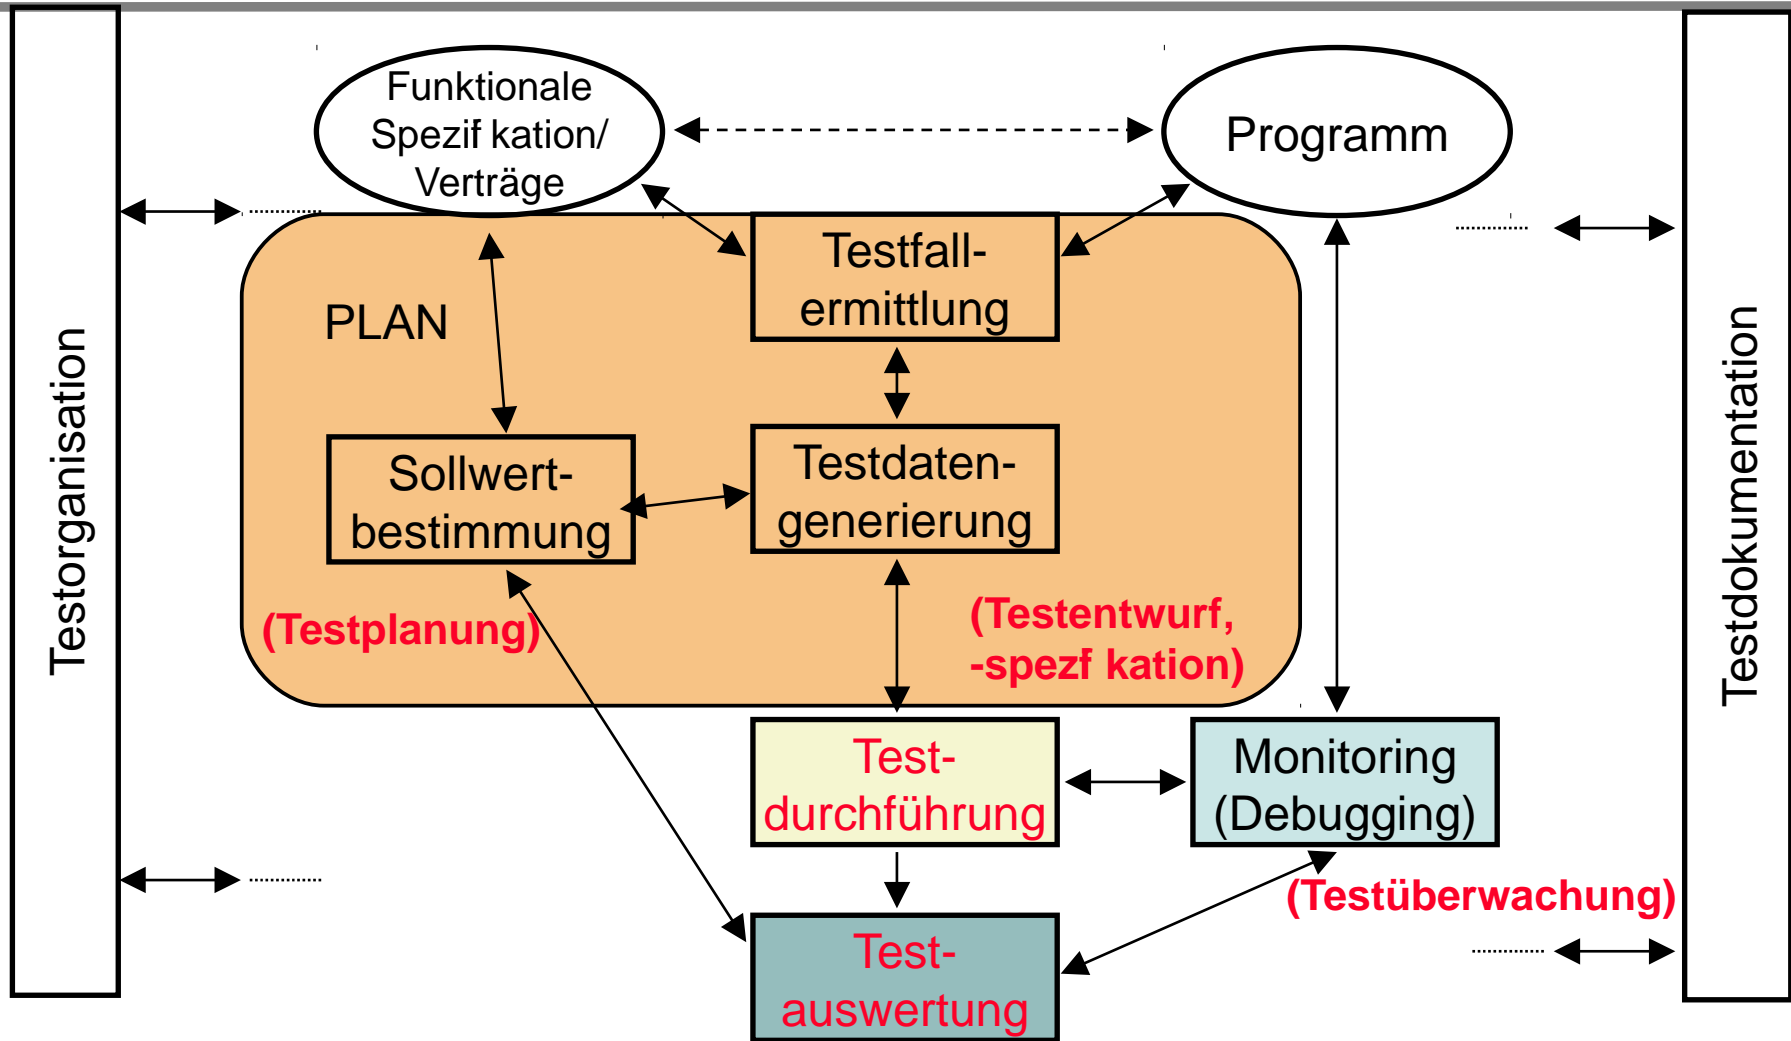 Testorganisation
Funktionale
Spezif kation/
Verträge
Programm
Testfall-
ermittlung
PLAN
Sollwert-
bestimmung
Testdaten-
generierung
(Testplanung)
(Testentwurf,
-spezf kation)
Test-
durchführung
Monitoring
(Debugging)
(Testüberwachung)
Test-
auswertung
Testdokumentation